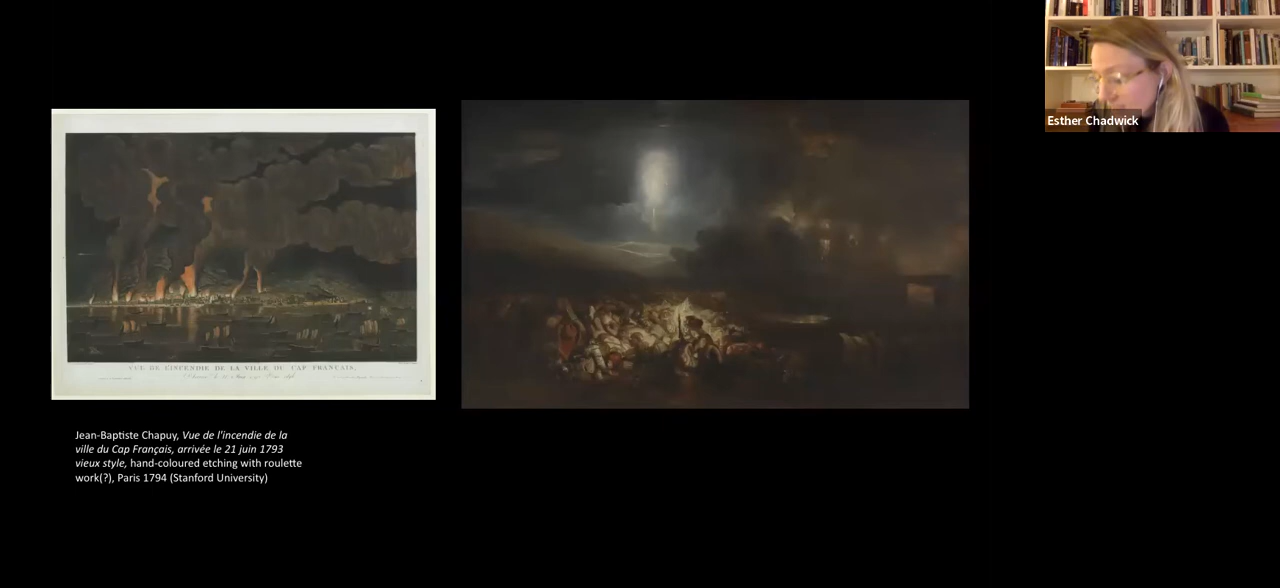 Esther Chadwick
VUE DE L'INCENDIE DE LA VILLE DU CAP FRANÇAIS,
Jean-Baptiste Chapuy, Vue de l'incendie de la
ville du Cap Français, arrivée le 21 juin 1793
vieux style, hand-coloured etching with roulette
work(?), Paris 1794 (Stanford University)